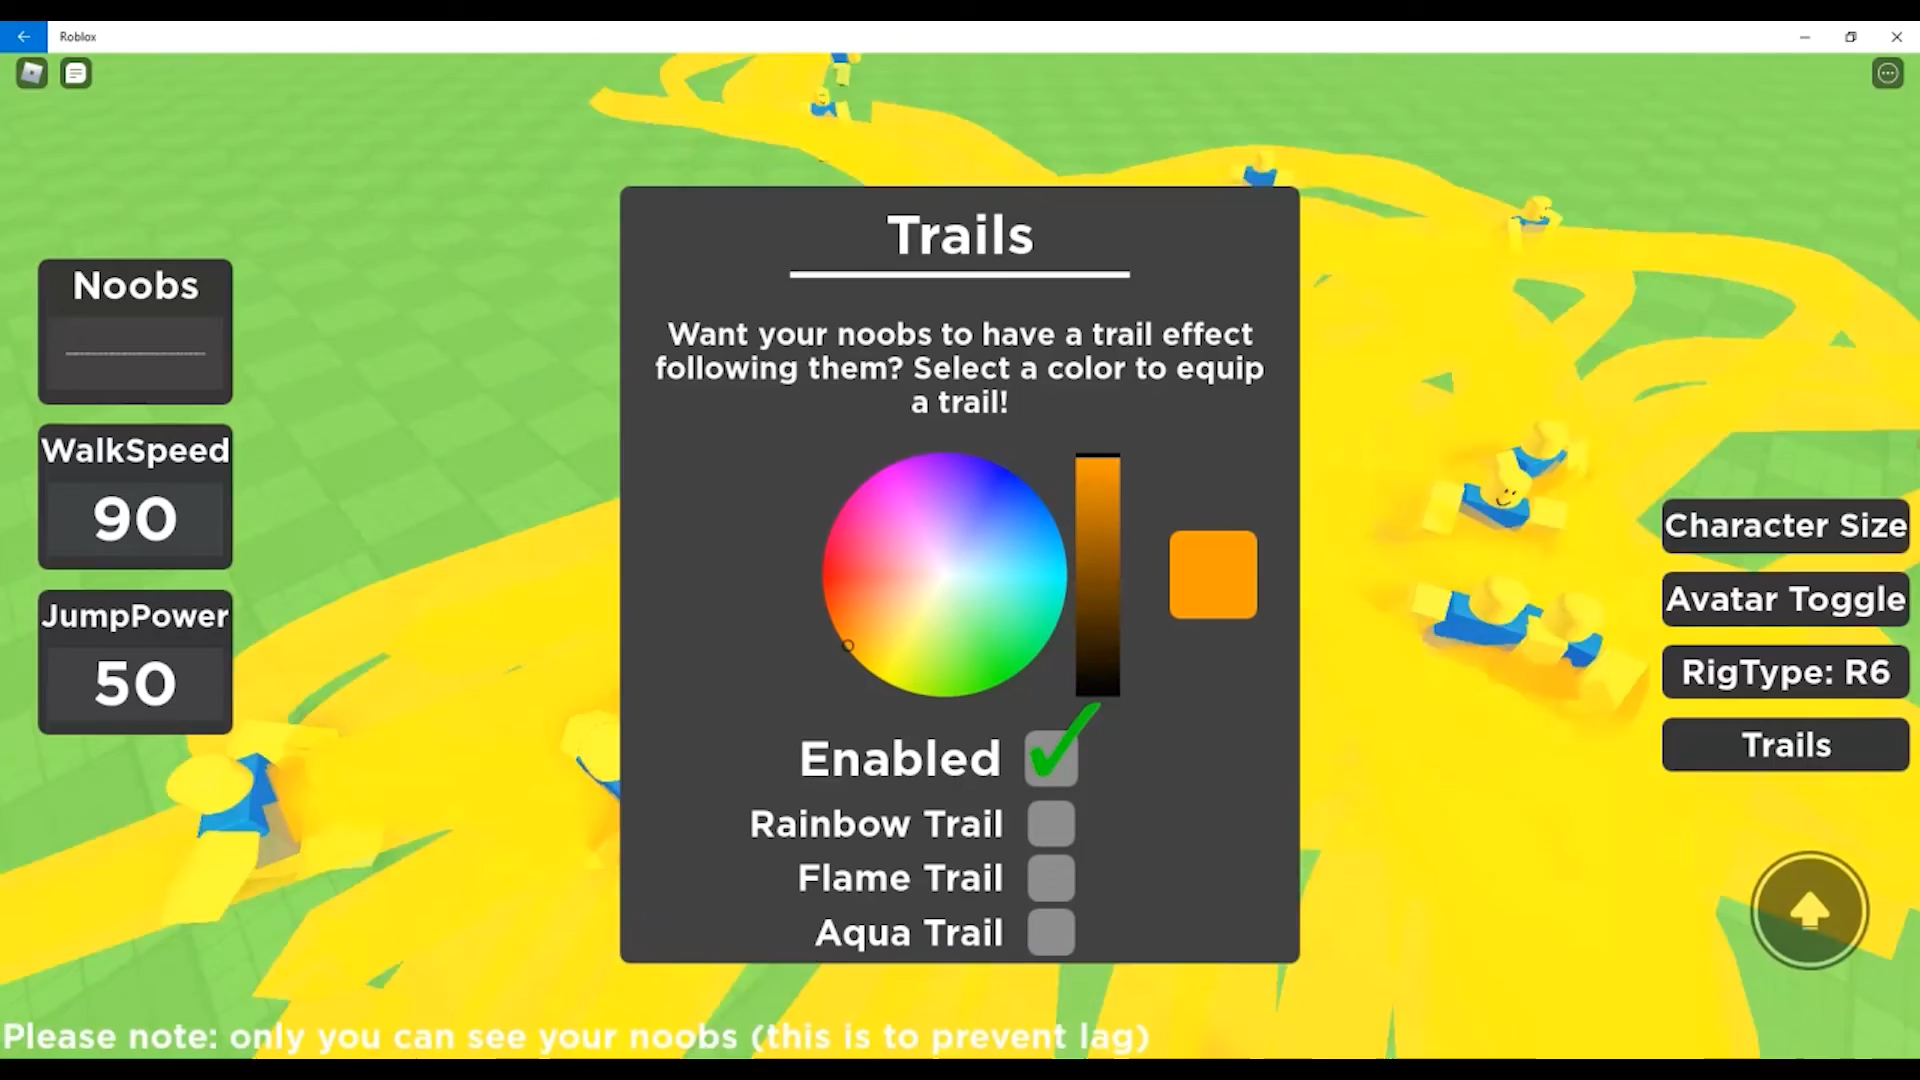 Roblox
Trails
Want your noobs to have a trail effect
following them? Select a color to equip
a trail!
Enabled
Rainbow Trail
Flame Trail
Aqua Trail
Noobs
WalkSpeed
90
JumpPower
50
Character Size
Avatar Toggle
RigType: R6
Trails
Please note: only you can see your noobs (this is to prevent lag)